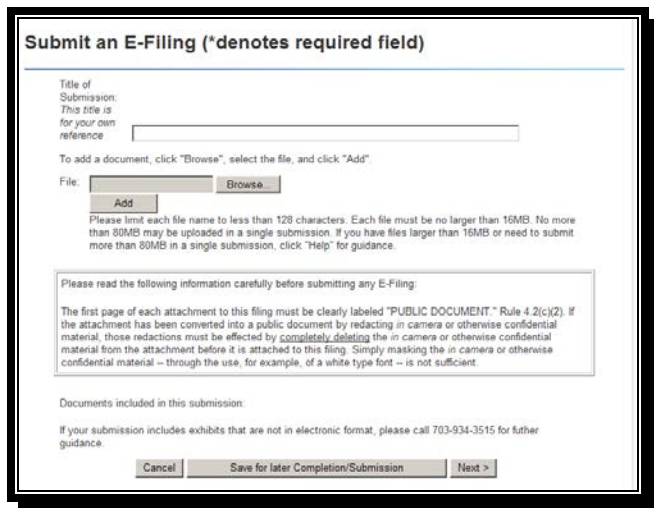 Submit an E-Filing (*denotes required field)
Title of
Submission:
This title is
for your own
reference
To add a document, click "Browse", select the file, and click "Add".
File: Browse...
Add
Please limit each file name to less than 128 characters. Each file must be no larger than 16MB. No more
than 80MB may be uploaded in a single submission. If you have files larger than 16MB or need to submit
more than 80MB in a single submission, click "Help" for guidance.
Please read the following information carefully before submitting any E-Filing:
The first page of each attachment to this filing must be clearly labeled "PUBLIC DOCUMENT." Rule 4.2(c)(2). If
the attachment has been converted into a public document by redacting in camera or otherwise confidential
material, those redactions must be effected by completely deleting the in camera or otherwise confidential
material from the attachment before it is attached to this filing. Simply masking the in camera or otherwise
confidential material -- through the use, for example, of a white type font -- is not sufficient.
Documents included in this submission:
If your submission includes exhibits that are not in electronic format, please call 703-934-3515 for futher
guidance.
Cancel Save for later Completion/Submission Next >